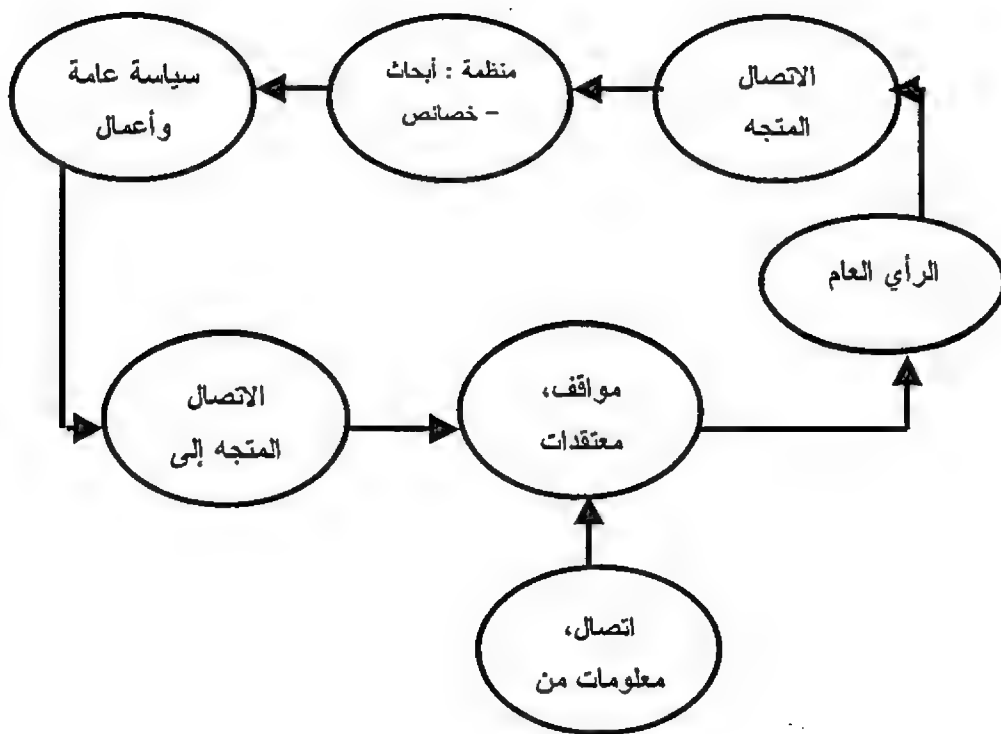 الاتصال
المتجه
منظمة : أبحاث
- خصائص
سياسة عامة
وأعمال
الرأي العام
الاتصال
المتجه إلى
مواقف،
معتقدات
اتصال،
معلومات من